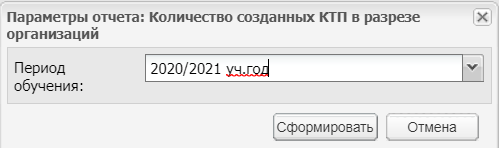 Параметры отчета: Количество созданных КТП в разрезе
организаций
Период
обучения:
2020/2021 уч.год
Сформировать Отмена